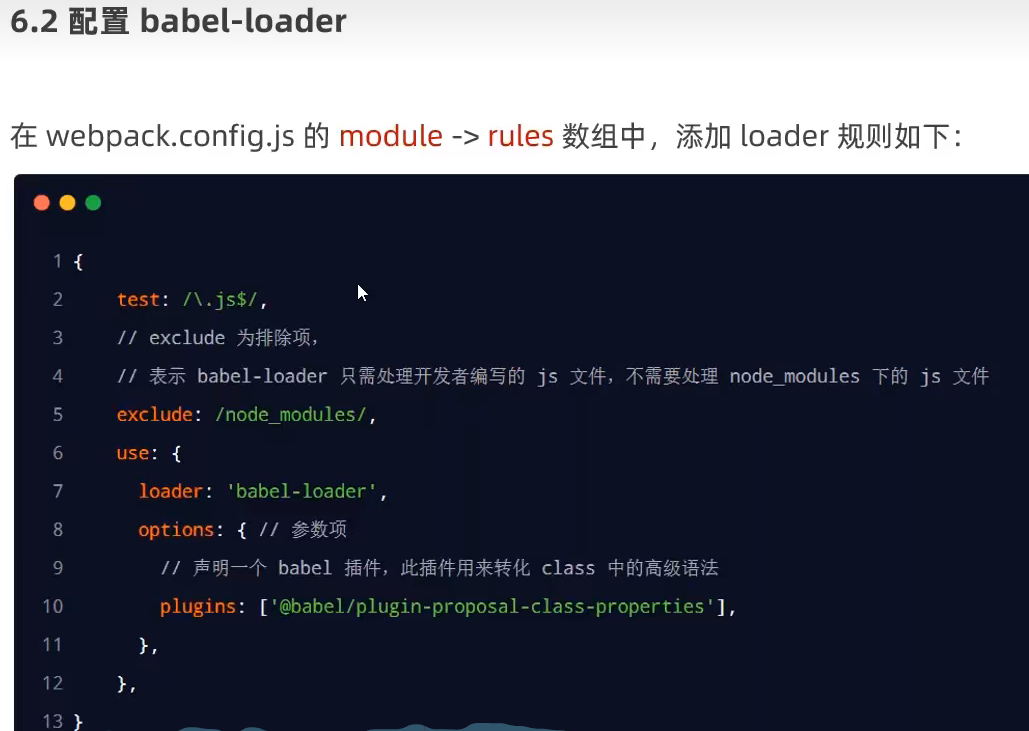 6.2 配置 babel-loader
在 webpack.config.js 的 module -> rules 数组中，添加 loader 规则如下：
1 {
2 test: /\.js$/,
3 // exclude 为排除项，
4 // 表示 babel-loader 只需处理开发者编写的 js 文件，不需要处理 node_modules 下的 js 文件
5 exclude: /node_modules/,
6 use: {
7 loader: 'babel-loader',
8 options: { // 参数项
9 // 声明一个 babel 插件，此插件用来转化 class 中的高级语法
10 plugins: ['@babel/plugin-proposal-class-properties'],
11 },
12 },
13 }